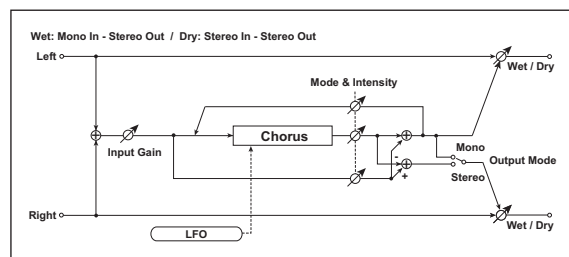 Wet: Mono In - Stereo Out / Dry: Stereo In - Stereo Out
Left
Wet / Dry
Mode & Intensity
Chorus
Input Gain
Mono
Output Mode
-
+
Stereo
Right
Wet / Dry
LFO